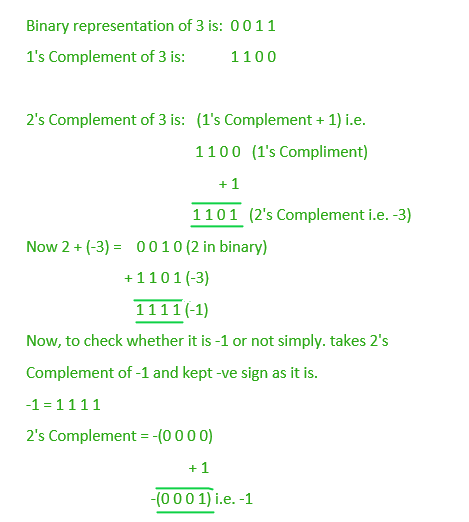 Binary representation of 3 is: 0 0 1 1
1's Complement of 3 is: 1 1 0 0
2's Complement of 3 is: (1's Complement + 1) i.e.
1 1 0 0 (1's Compliment)
+ 1
1 1 0 1 (2's Complement i.e. -3)
Now 2 + (-3) = 0 0 1 0 (2 in binary)
+ 1 1 0 1 (-3)
1 1 1 1 (-1)
Now, to check whether it is -1 or not simply. takes 2's
Complement of -1 and kept -ve sign as it is.
-1 = 1 1 1 1
2's Complement = -(0 0 0 0)
+ 1
-(0 0 0 1) i.e. -1